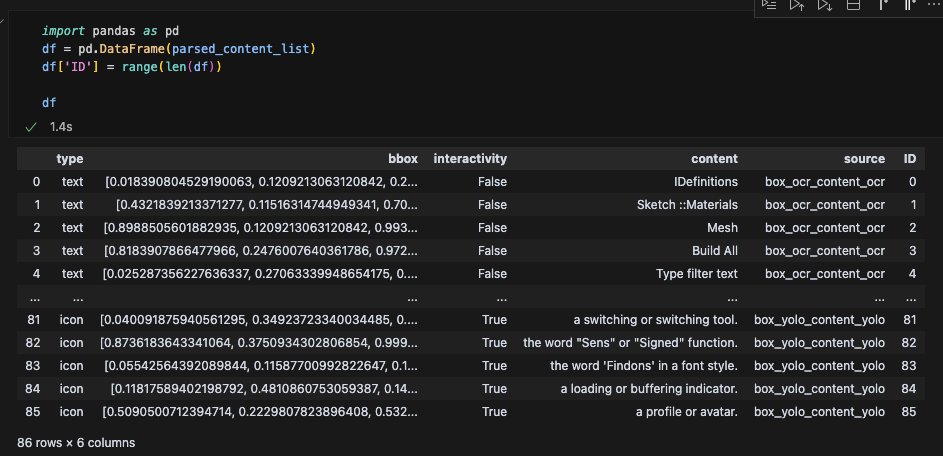 import pandas as pd
df = pd.DataFrame(parsed_content_list)
df['ID'] = range(len(df))
df
1.4s
type bbox interactivity content source ID
0 text [0.018390804529190063, 0.1209213063120842, 0.2... False IDefinitions box_ocr_content_ocr 0
1 text [0.4321839213371277, 0.11516314744949341, 0.70... False Sketch ::Materials box_ocr_content_ocr 1
2 text [0.8988505601882935, 0.1209213063120842, 0.993... False Mesh box_ocr_content_ocr 2
3 text [0.8183907866477966, 0.2476007640361786, 0.972... False Build All box_ocr_content_ocr 3
4 text [0.025287356227636337, 0.27063339948654175, 0.... False Type filter text box_ocr_content_ocr 4
... ... ... ... ... ... ...
81 icon [0.040091875940561295, 0.34923723340034485, 0.... True a switching or switching tool. box_yolo_content_yolo 81
82 icon [0.8736183643341064, 0.3750934302806854, 0.999... True the word "Sens" or "Signed" function. box_yolo_content_yolo 82
83 icon [0.05542564392089844, 0.11587700992822647, 0.1... True the word 'Findons' in a font style. box_yolo_content_yolo 83
84 icon [0.11817589402198792, 0.4810860753059387, 0.14... True a loading or buffering indicator. box_yolo_content_yolo 84
85 icon [0.5090500712394714, 0.2229807823896408, 0.532... True a profile or avatar. box_yolo_content_yolo 85
86 rows × 6 columns